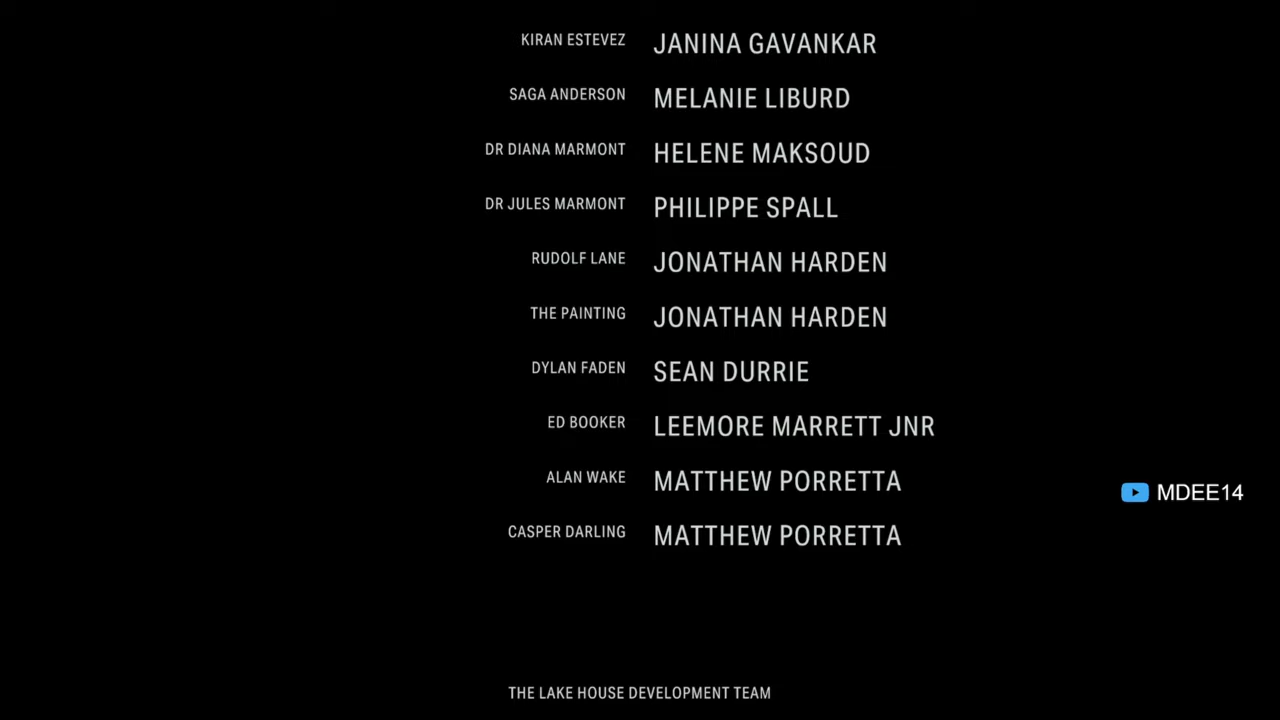 KIRAN ESTEVEZ JANINA GAVANKAR
SAGA ANDERSON MELANIE LIBURD
DR DIANA MARMONT HELENE MAKSOUD
DR JULES MARMONT PHILIPPE SPALL
RUDOLF LANE JONATHAN HARDEN
THE PAINTING JONATHAN HARDEN
DYLAN FADEN SEAN DURRIE
ED BOOKER LEEMORE MARRETT JNR
ALAN WAKE MATTHEW PORRETTA
MDEE14
CASPER DARLING MATTHEW PORRETTA
THE LAKE HOUSE DEVELOPMENT TEAM